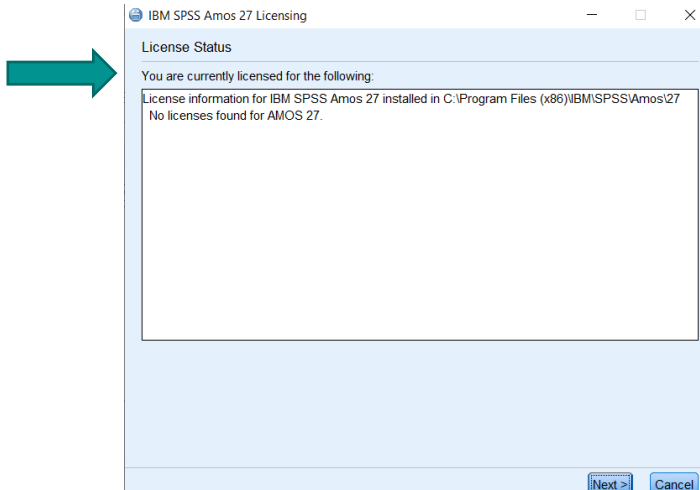 IBM SPSS Amos 27 Licensing
License Status
You are currently licensed for the following:
License information for IBM SPSS Amos 27 installed in C:\Program Files (x86)\IBM\SPSS\Amos\27
No licenses found for AMOS 27.
Next > Cancel